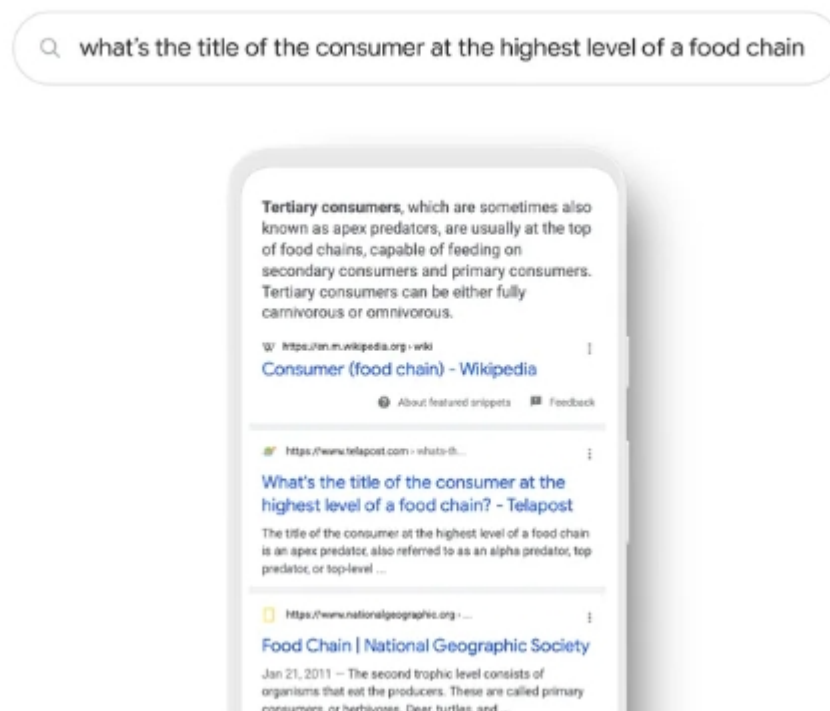 what's the title of the consumer at the highest level of a food chain
Tertiary consumers, which are sometimes also
known as apex predators, are usually at the top
of food chains, capable of feeding on
secondary consumers and primary consumers.
Tertiary consumers can be either fully
carnivorous or omnivorous.
W https://en.m.wikipedia.org › wiki
Consumer (food chain) - Wikipedia
About featured snippets Feedback
https://www.telapost.com › whats-th...
What's the title of the consumer at the
highest level of a food chain? - Telapost
The title of the consumer at the highest level of a food chain
is an apex predator, also referred to as an alpha predator, top
predator, or top-level ...
https://www.nationalgeographic.org › ...
Food Chain | National Geographic Society
Jan 21, 2011 — The second trophic level consists of
organisms that eat the producers. These are called primary
consumers, or herbivores. Deer, turtles, and